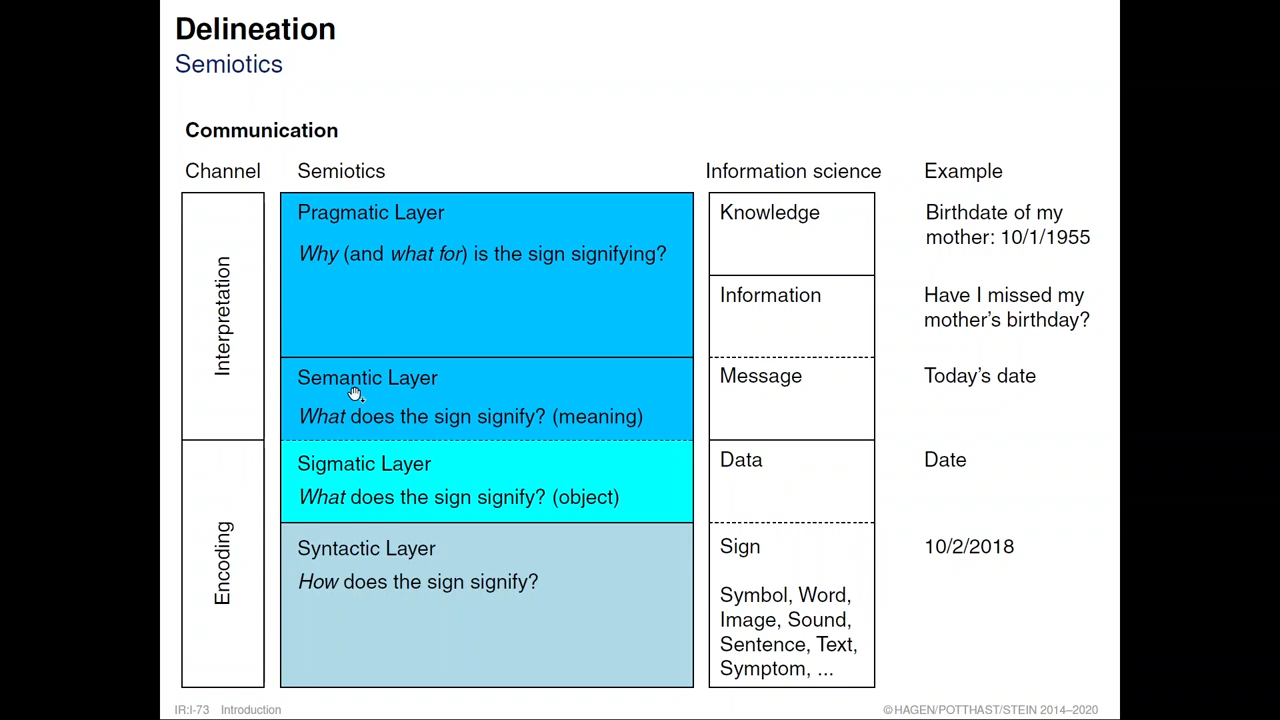 Delineation
Semiotics
Communication
Channel Semiotics Information science Example
Interpretation
Pragmatic Layer
Why (and what for) is the sign signifying?
Knowledge
Birthdate of my
mother: 10/1/1955
Information
Have I missed my
mother's birthday?
Semantic Layer
What does the sign signify? (meaning)
Message
Today's date
Encoding
Sigmatic Layer
What does the sign signify? (object)
Data
Date
Syntactic Layer
How does the sign signify?
Sign
10/2/2018
Symbol, Word,
Image, Sound,
Sentence, Text,
Symptom, ...
IR:I-73 Introduction
©HAGEN/POTTHAST/STEIN 2014–2020